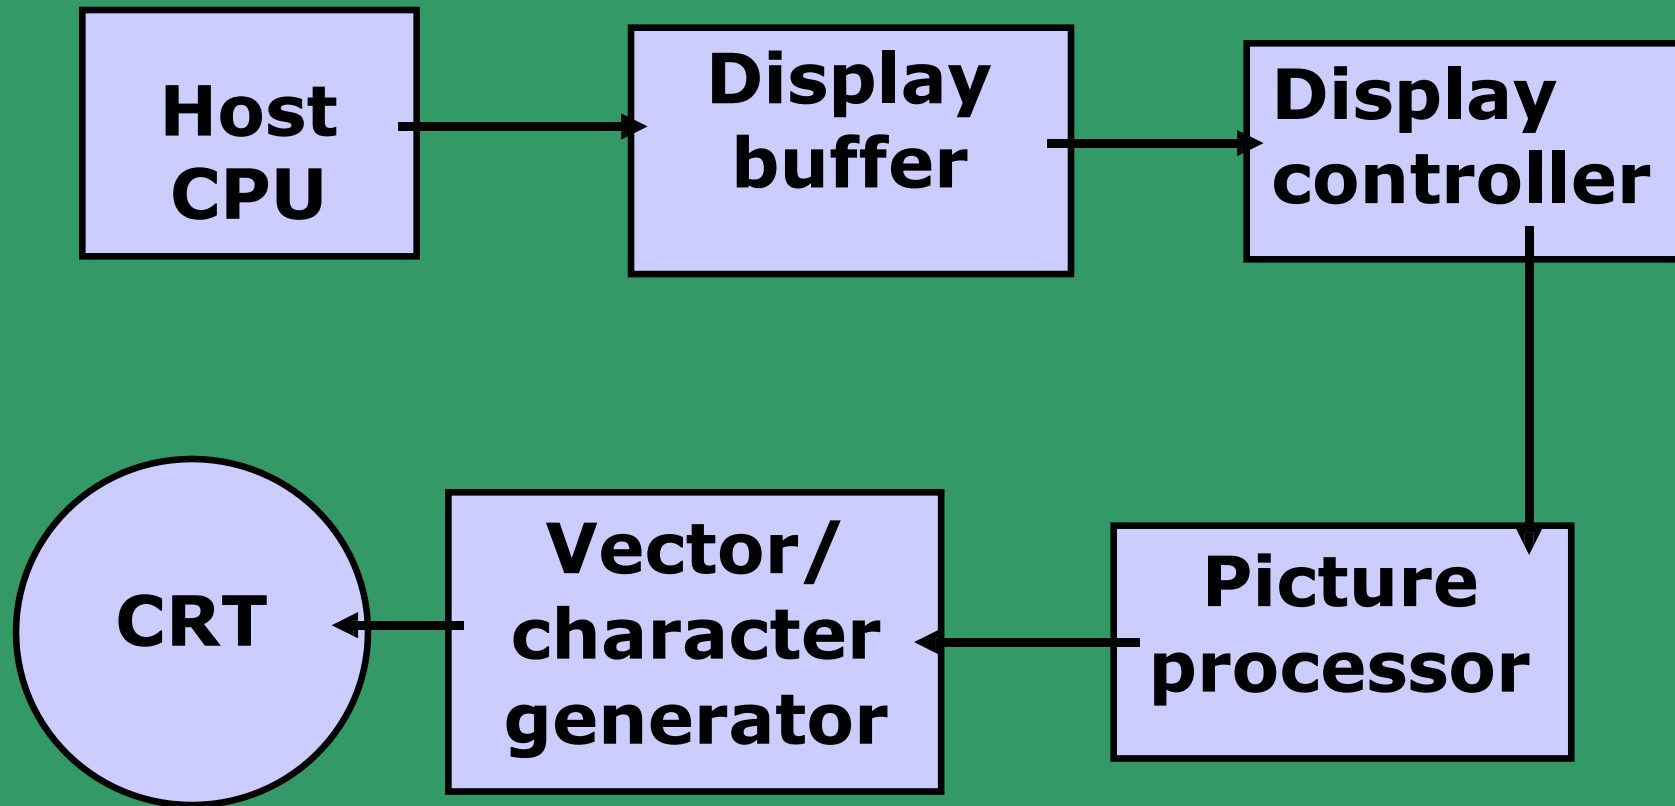 Host
CPU
Display
buffer
Display
controller
Picture
processor
Vector/
character
generator
CRT